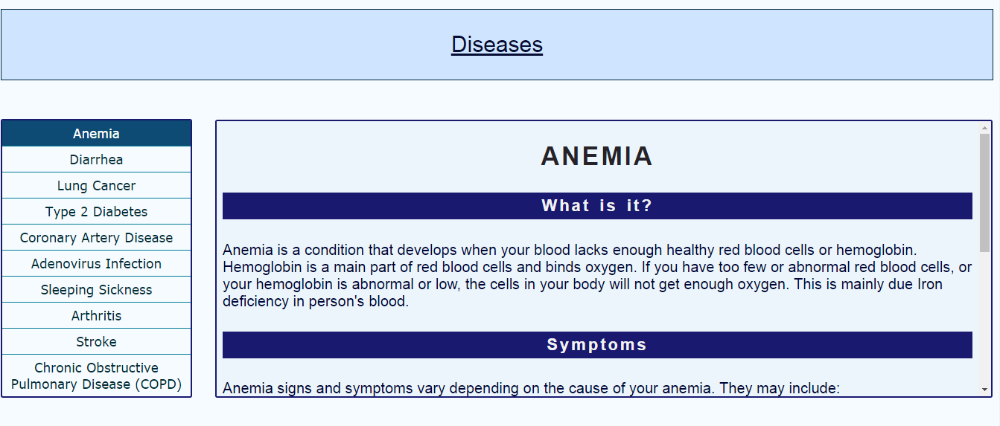 Diseases
Anemia
Diarrhea
Lung Cancer
Type 2 Diabetes
Coronary Artery Disease
Adenovirus Infection
Sleeping Sickness
Arthritis
Stroke
Chronic Obstructive
Pulmonary Disease (COPD)
ANEMIA
What is it?
Anemia is a condition that develops when your blood lacks enough healthy red blood cells or hemoglobin.
Hemoglobin is a main part of red blood cells and binds oxygen. If you have too few or abnormal red blood cells, or
your hemoglobin is abnormal or low, the cells in your body will not get enough oxygen. This is mainly due Iron
deficiency in person's blood.
Symptoms
Anemia signs and symptoms vary depending on the cause of your anemia. They may include: